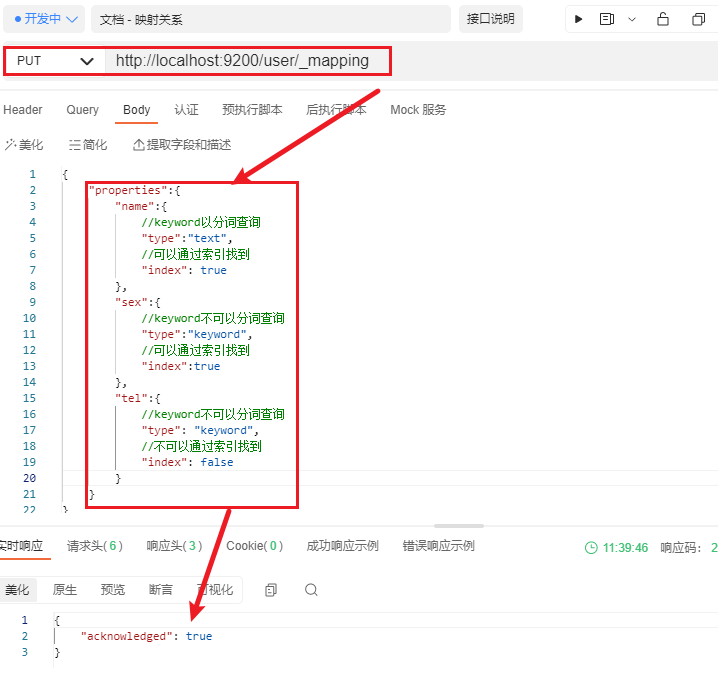 开发中 文档 - 映射关系 接口说明
PUT http://localhost:9200/user/_mapping
Header Query Body 认证 预执行脚本 后执行脚本 Mock 服务
美化 简化 提取字段和描述
1 {
2 "properties":{
3 "name":{
4 //keyword以分词查询
5 "type":"text",
6 //可以通过索引找到
7 "index": true
8 },
9 "sex":{
10 //keyword不可以分词查询
11 "type":"keyword",
12 //可以通过索引找到
13 "index":true
14 },
15 "tel":{
16 //keyword不可以分词查询
17 "type": "keyword",
18 //不可以通过索引找到
19 "index": false
20 }
21 }
22 }
实时响应 请求头(6) 响应头(3) Cookie(0) 成功响应示例 错误响应示例 11:39:46 响应码: 2
美化 原生 预览 断言 可视化
1 {
2 "acknowledged": true
3 }